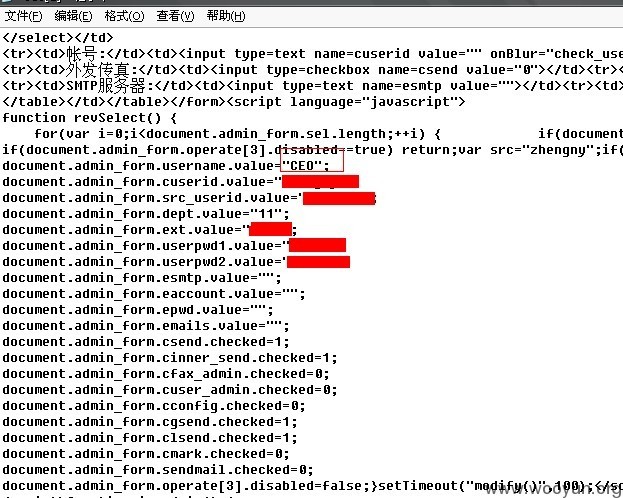 文件(F) 编辑(E) 格式(O) 查看(V) 帮助(H)
</select></td>
<tr><td>帐号:</td><td><input type=text name=cuserid value="" onBlur="check_use
<tr><td>外发传真:</td><td><input type=checkbox name=csend value="0"></td><tr><t
<tr><td>SMTP服务器:</td><td><input type=text name=esmtp value=""></td><tr><td
</table></td></table></form><script language="javascript">
function revSelect() {
for(var i=0;i<document.admin_form.sel.length;++i) { if(document
if(document.admin_form.operate[3].disabled==true) return;var src="zhengny";if(
document.admin_form.username.value="CEO";
document.admin_form.cuserid.value="
document.admin_form.src_userid.value= ;
document.admin_form.dept.value="11";
document.admin_form.ext.value=" ;
document.admin_form.userpwd1.value="
document.admin_form.userpwd2.value="
document.admin_form.esmtp.value="";
document.admin_form.eaccount.value="";
document.admin_form.epwd.value="";
document.admin_form.emails.value="";
document.admin_form.csend.checked=1;
document.admin_form.cinner_send.checked=1;
document.admin_form.cfax_admin.checked=0;
document.admin_form.cuser_admin.checked=0;
document.admin_form.cconfig.checked=0;
document.admin_form.cgsend.checked=1;
document.admin_form.clsend.checked=1;
document.admin_form.cmark.checked=0;
document.admin_form.sendmail.checked=0;
document.admin_form.operate[3].disabled=false;}setTimeout("modify()",100);</s
www.wooyun.org